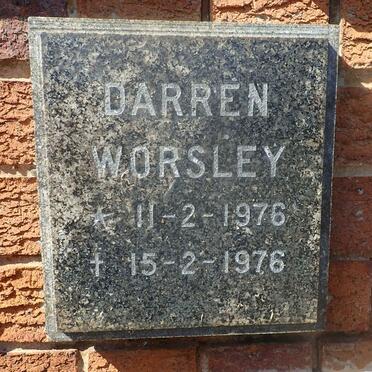 DARREN
WORSLEY
* 11-2-1976
† 15-2-1976